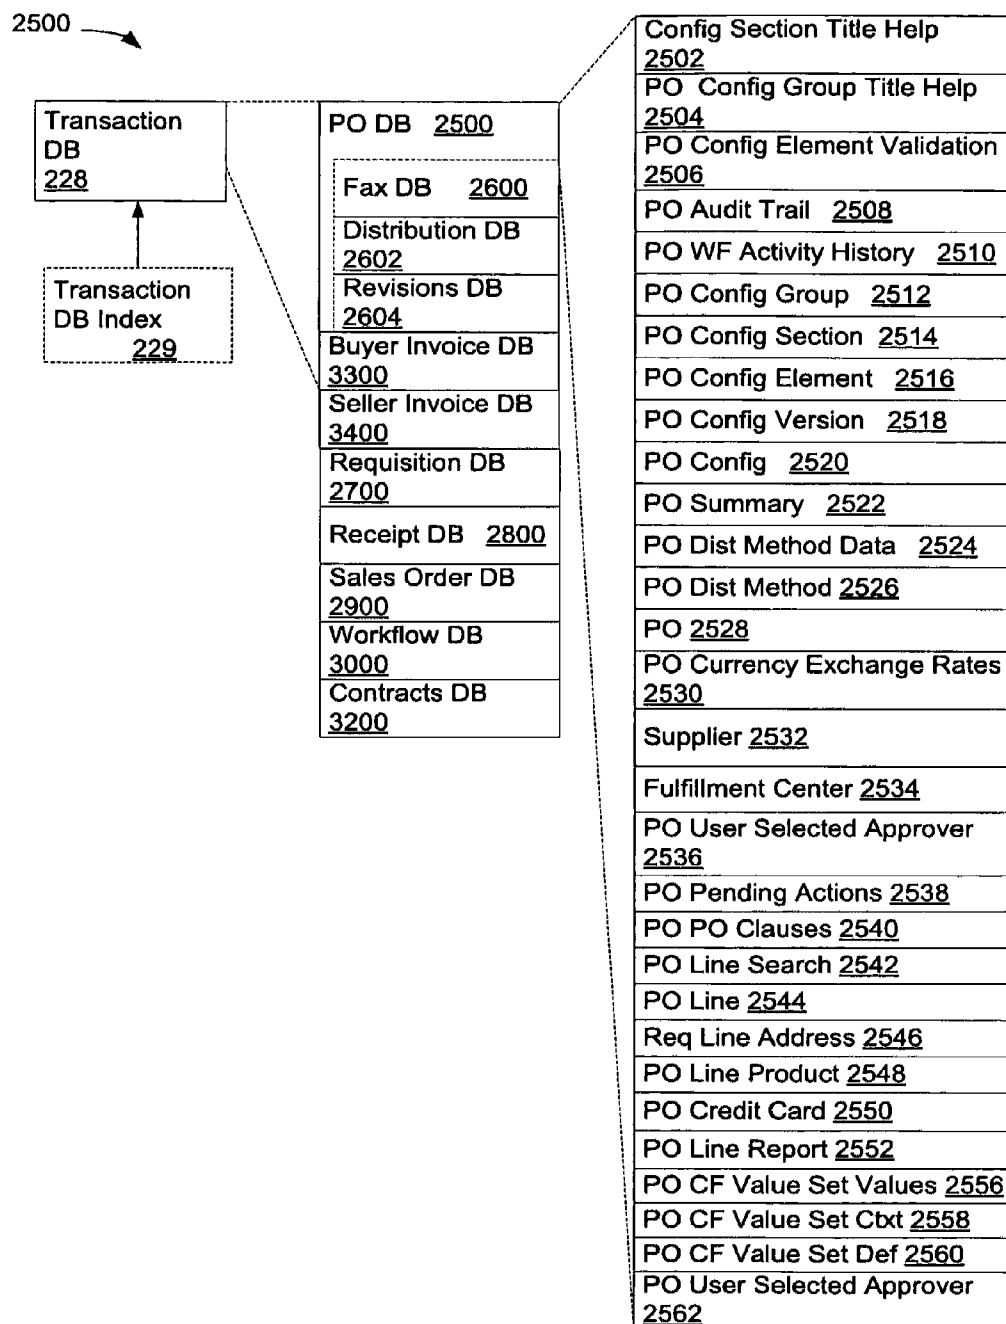 2500
Transaction
DB
228
Transaction
DB Index
229
PO DB 2500
Fax DB 2600
Distribution DB
2602
Revisions DB
2604
Buyer Invoice DB
3300
Seller Invoice DB
3400
Requisition DB
2700
Receipt DB 2800
Sales Order DB
2900
Workflow DB
3000
Contracts DB
3200
Config Section Title Help
2502
PO Config Group Title Help
2504
PO Config Element Validation
2506
PO Audit Trail 2508
PO WF Activity History 2510
PO Config Group 2512
PO Config Section 2514
PO Config Element 2516
PO Config Version 2518
PO Config 2520
PO Summary 2522
PO Dist Method Data 2524
PO Dist Method 2526
PO 2528
PO Currency Exchange Rates
2530
Supplier 2532
Fulfillment Center 2534
PO User Selected Approver
2536
PO Pending Actions 2538
PO PO Clauses 2540
PO Line Search 2542
PO Line 2544
Req Line Address 2546
PO Line Product 2548
PO Credit Card 2550
PO Line Report 2552
PO CF Value Set Values 2556
PO CF Value Set Ctxt 2558
PO CF Value Set Def 2560
PO User Selected Approver
2562